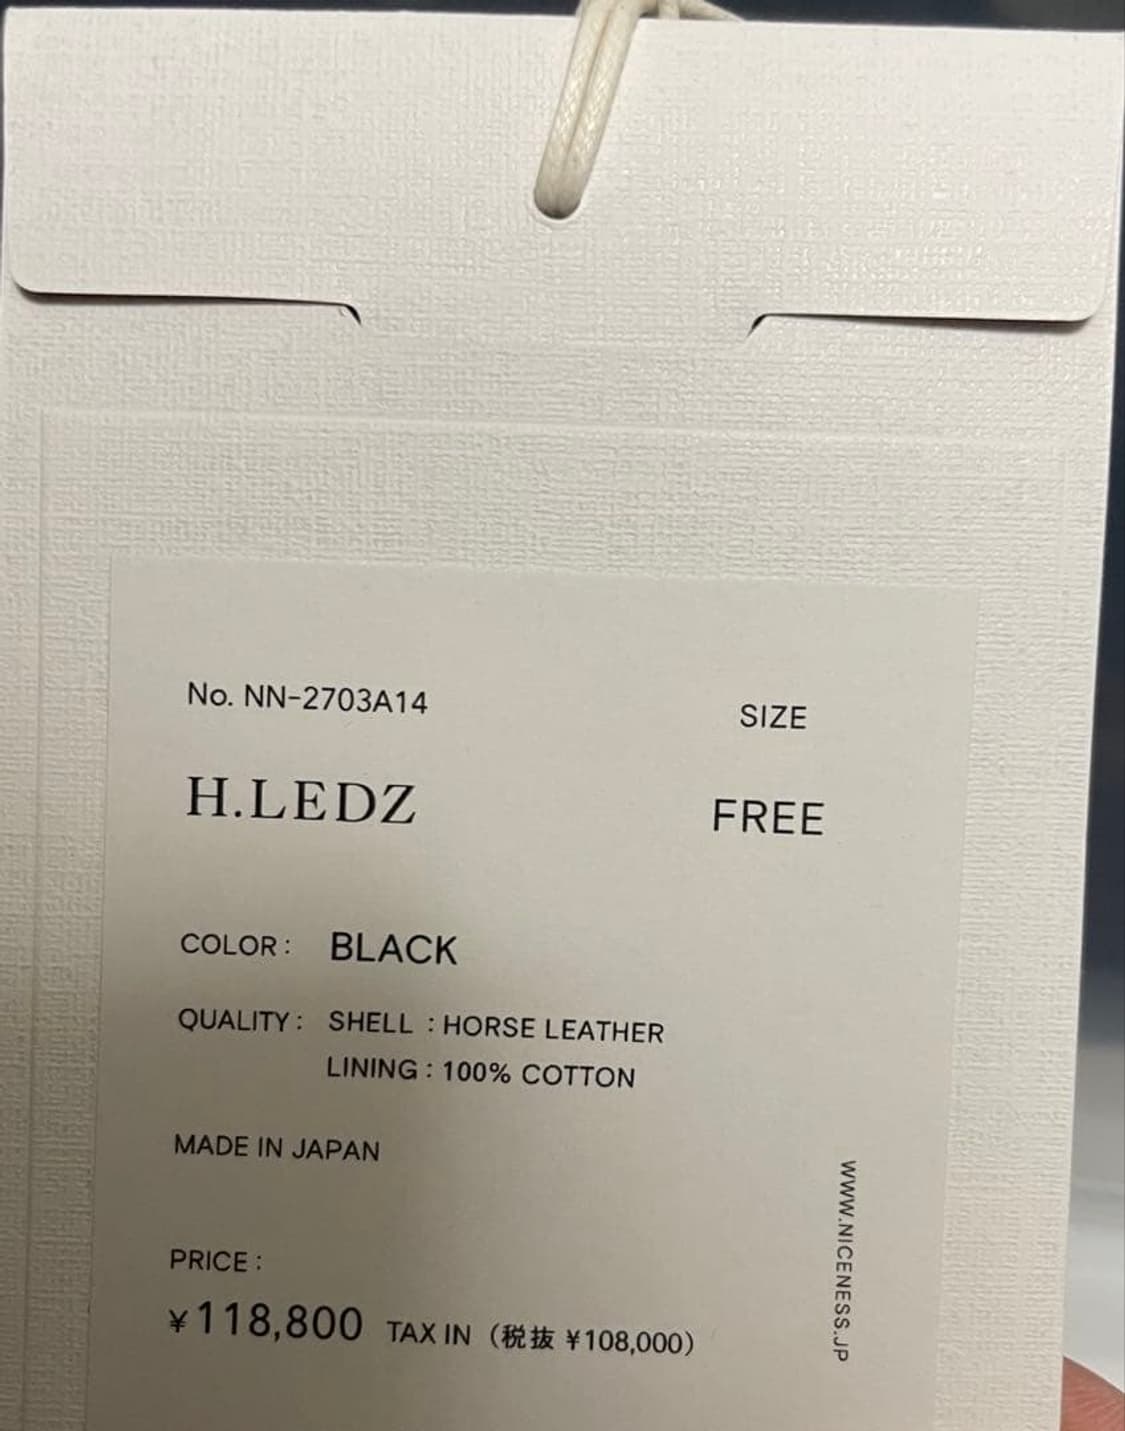 No. NN-2703A14
SIZE
H.LEDZ
FREE
COLOR : BLACK
QUALITY : SHELL : HORSE LEATHER
LINING : 100% COTTON
MADE IN JAPAN
WWW.NICENESS.JP
PRICE :
¥118,800 TAX IN (税抜 ¥108,000)